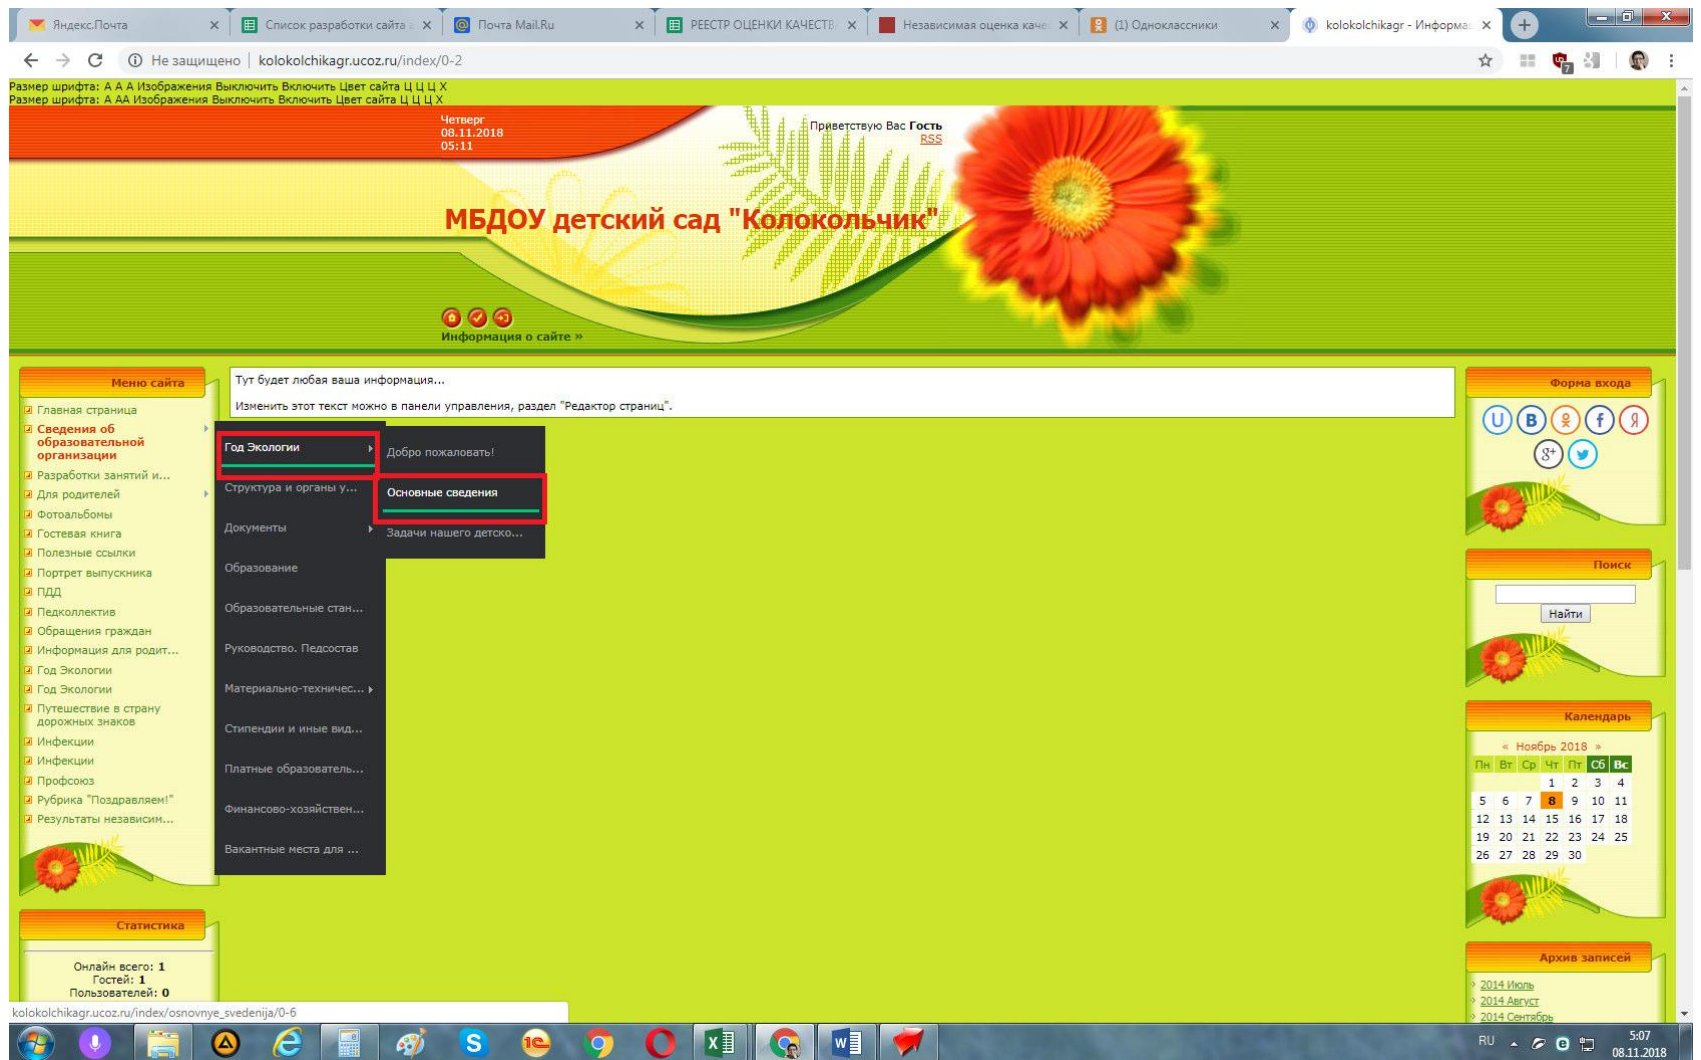 Яндекс.Почта
Список разработки сайта
Почта Mail.Ru
РЕЕСТР ОЦЕНКИ КАЧЕСТВ
Независимая оценка каче
(1) Одноклассники
kolokolchikagr - Информа
Не защищено | kolokolchikagr.ucoz.ru/index/0-2
7
Размер шрифта: А А А Изображения Выключить Включить Цвет сайта Ц Ц Ц Х
Размер шрифта: А АА Изображения Выключить Включить Цвет сайта Ц Ц Ц Х
Четверг
08.11.2018
05:11
Приветствую Вас Гость
RSS
МБДОУ детский сад "Колокольчик"
Информация о сайте »
Меню сайта
Главная страница
Сведения об
образовательной
организации
Разработки занятий и...
Для родителей
Фотоальбомы
Гостевая книга
Полезные ссылки
Портрет выпускника
ПДД
Педколлектив
Обращения граждан
Информация для родит...
Год Экологии
Год Экологии
Путешествие в страну
дорожных знаков
Инфекции
Инфекции
Профсоюз
Рубрика "Поздравляем!"
Результаты независим...
Статистика
Онлайн всего: 1
Гостей: 1
Пользователей: 0
Тут будет любая ваша информация...
Изменить этот текст можно в панели управления, раздел "Редактор страниц".
Год Экологии
Структура и органы у...
Документы
Образование
Образовательные стан...
Руководство. Педсостав
Материально-техничес...
Стипендии и иные вид...
Платные образователь...
Финансово-хозяйствен...
Вакантные места для ...
Добро пожаловать!
Основные сведения
Задачи нашего детско...
Форма входа
Поиск
Найти
Календарь
« Ноябрь 2018 »
Пн Вт Ср Чт Пт Сб Вс
1 2 3 4
5 6 7 8 9 10 11
12 13 14 15 16 17 18
19 20 21 22 23 24 25
26 27 28 29 30
Архив записей
2014 Июль
2014 Август
2014 Сентябрь
kolokolchikagr.ucoz.ru/index/osnovnye_svedenija/0-6
RU
5:07
08.11.2018